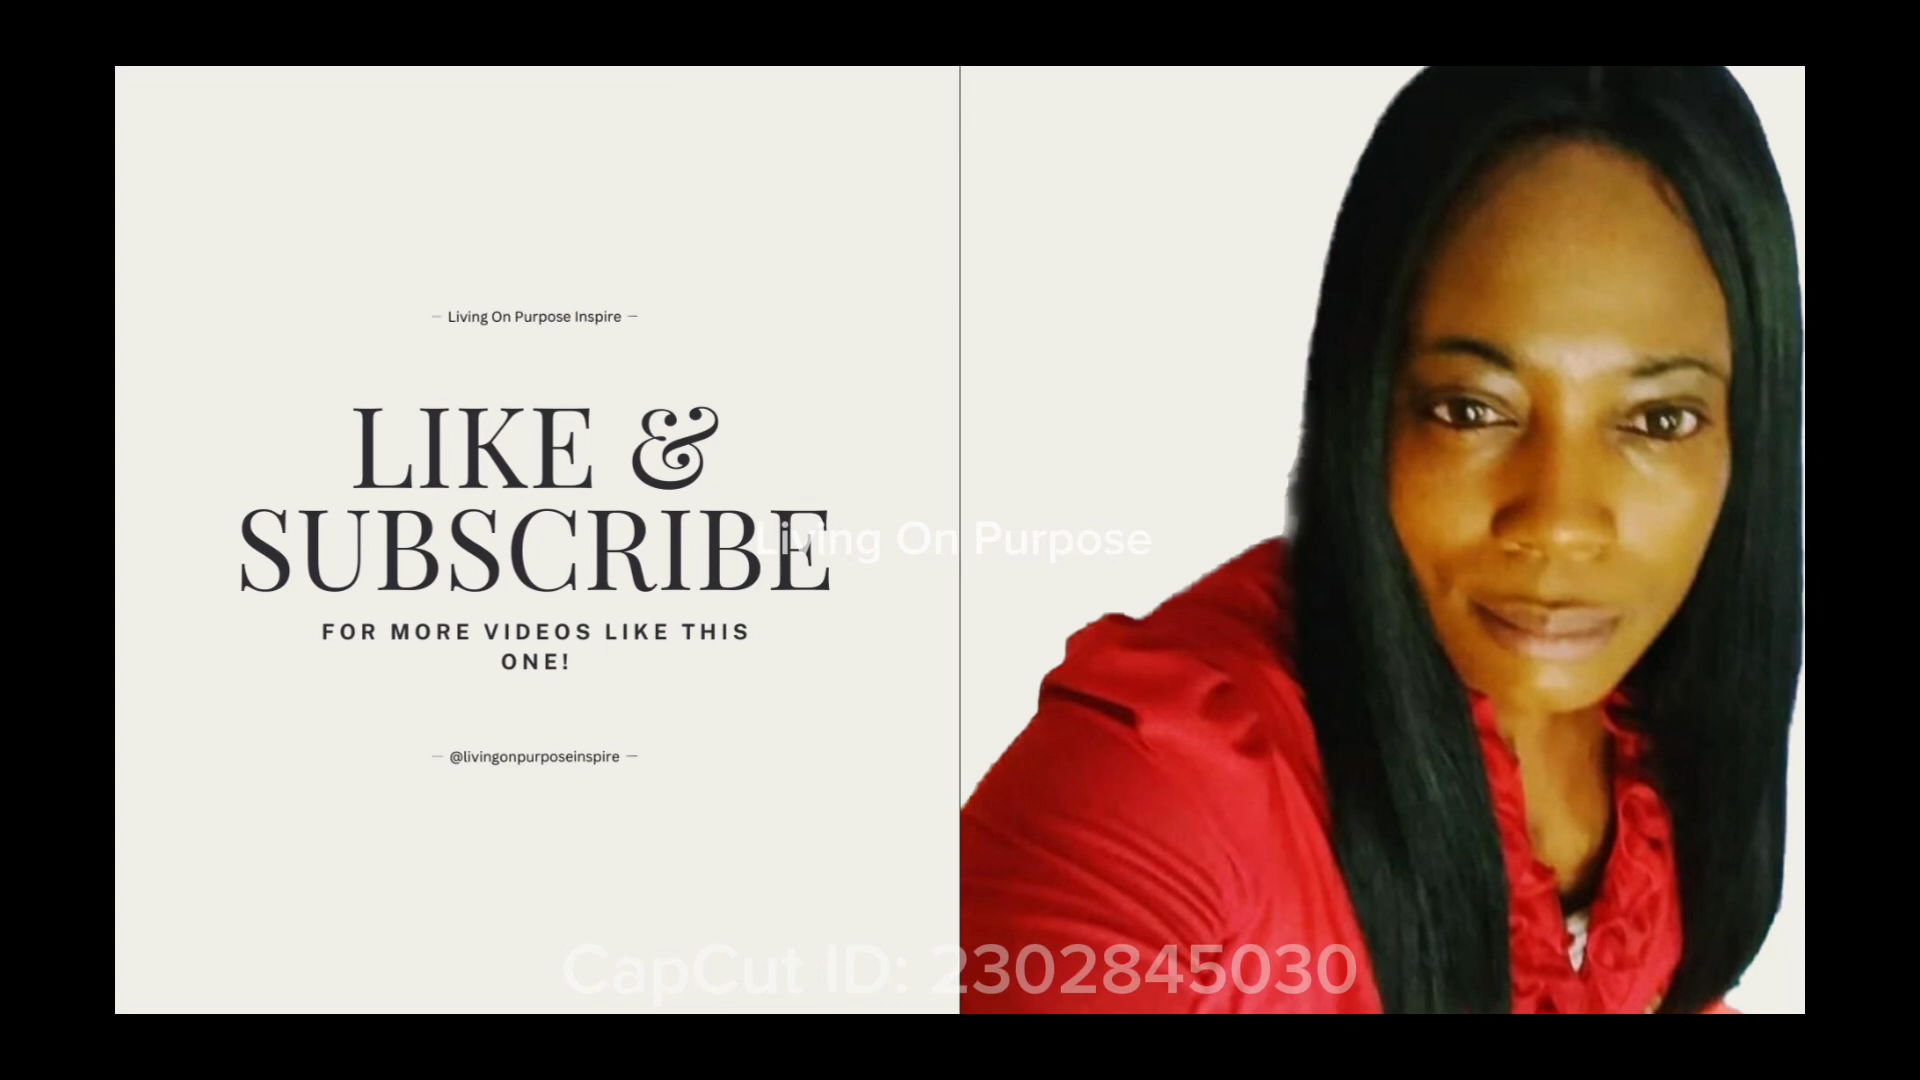 — Living On Purpose Inspire —
LIKE &
SUBSCRIBE
Living On Purpose
FOR MORE VIDEOS LIKE THIS
ONE!
— @livingonpurposeinspire —
CapCut ID: 2302845030